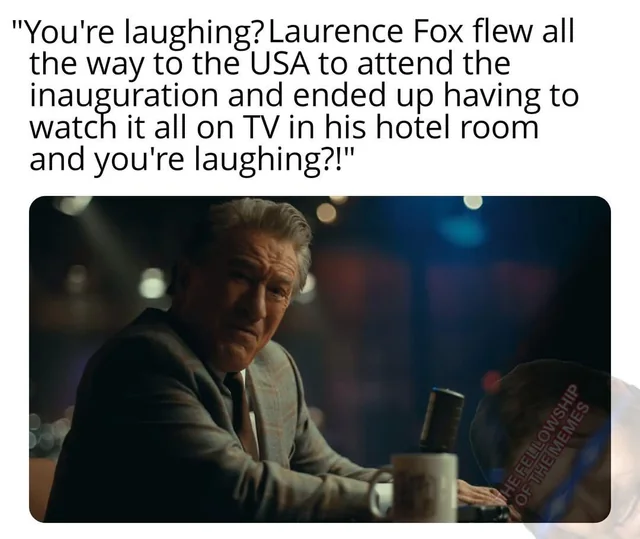 "You're laughing? Laurence Fox flew all
the way to the USA to attend the
inauguration and ended up having to
watch it all on TV in his hotel room
and you're laughing?!"
THE FELLOWSHIP
OF THE MEMES